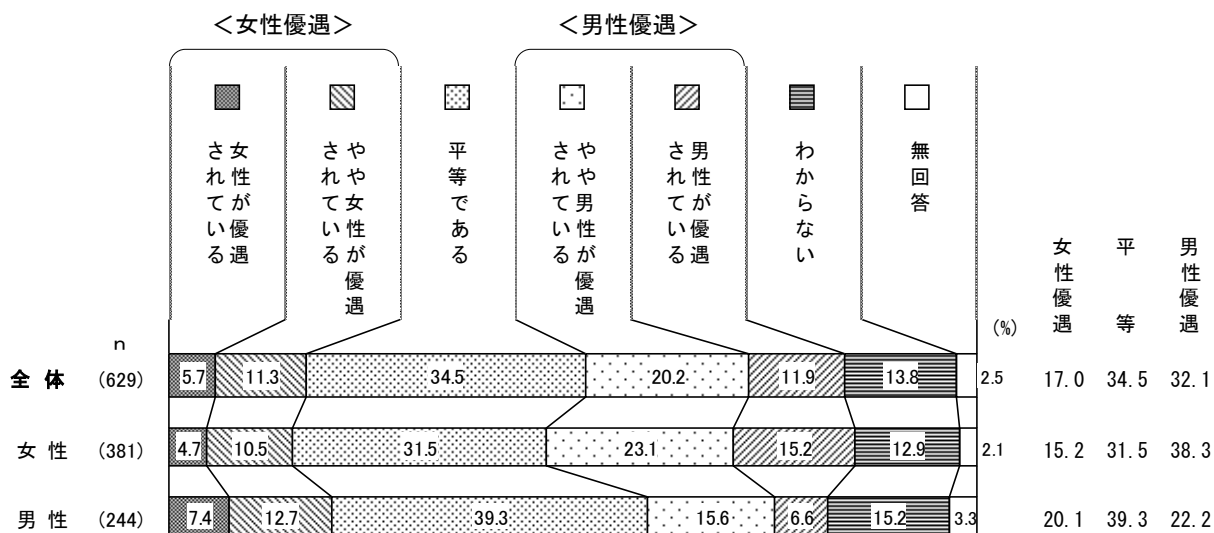 ＜女性優遇＞ ＜男性優遇＞
女性が優遇されている
やや女性が優遇されている
平等である
やや男性が優遇されている
男性が優遇されている
わからない
無回答
女性優遇
平等
男性優遇
(%)
n
全体 (629) 5.7 11.3 34.5 20.2 11.9 13.8 2.5 17.0 34.5 32.1
女性 (381) 4.7 10.5 31.5 23.1 15.2 12.9 2.1 15.2 31.5 38.3
男性 (244) 7.4 12.7 39.3 15.6 6.6 15.2 3.3 20.1 39.3 22.2